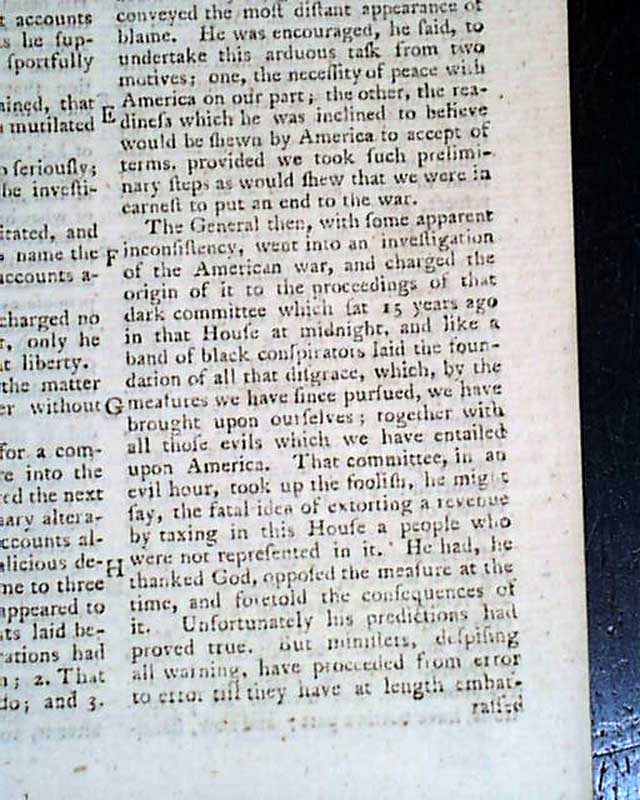 t accounts
s he sup-
sportfully
ained, that
mutilated
seriously;
be investi-
itated, and
name the
accounts a-
charged no
r, only he
at liberty.
the matter
er without
for a com-
re into the
red the next
nary altera-
ccounts al-
alicious de-
me to three
appeared to
nts laid be-
rations had
n; 2. That
do; and 3.
conveyed the moſt diſtant appearance of
blame. He was encouraged, he ſaid, to
undertake this arduous taſk from two
motives; one, the neceſſity of peace with
America on our part; the other, the rea-
E dineſs which he was inclined to believe
would be ſhewn by America to accept of
terms, provided we took ſuch prelimi-
nary ſteps as would ſhew that we were in
earneſt to put an end to the war.
The General then, with ſome apparent
F inconſiſtency, went into an inveſtigation
of the American war, and charged the
origin of it to the proceedings of that
dark committee which ſat 15 years ago
in that Houſe at midnight, and like a
band of black conſpirators laid the foun-
dation of all that diſgrace, which, by the
G meaſures we have ſince purſued, we have
brought upon ourſelves; together with
all thoſe evils which we have entailed
upon America. That committee, in an
evil hour, took up the fooliſh, he might
ſay, the fatal idea of extorting a revenue
by taxing in this Houſe a people who
were not repreſented in it. He had, he
H thanked God, oppoſed the meaſure at the
time, and foretold the conſequences of
it. Unfortunately his predictions had
proved true. But miniſters, deſpiſing
all warning, have proceeded from error
to error till they have at length embar-
raſſed